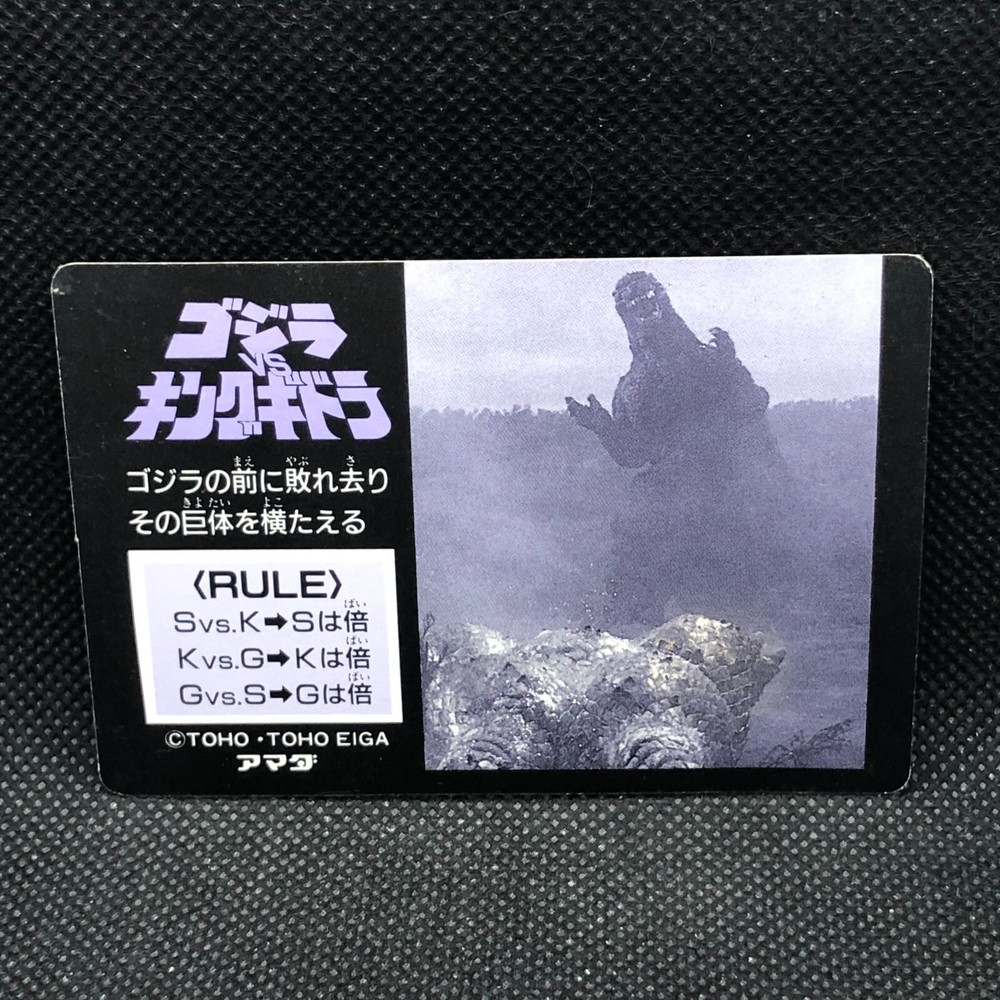 ゴジラ
VS
キングギドラ
ゴジラの前に敗れ去り
その巨体を横たえる
〈RULE〉
Svs.K➡Sは倍
Kvs.G➡Kは倍
Gvs.S➡Gは倍
©TOHO・TOHO EIGA
アマダ